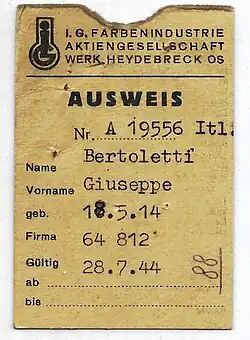 I.G. FARBENINDUSTRIE
AKTIENGESELLSCHAFT
WERK HEYDEBRECK OS
AUSWEIS
Nr. A 19556 Itl.
Name Bertoletti
Vorname Giuseppe
geb. 18.5.14
Firma 64 812
Gültig 28.7.44
ab
bis
88